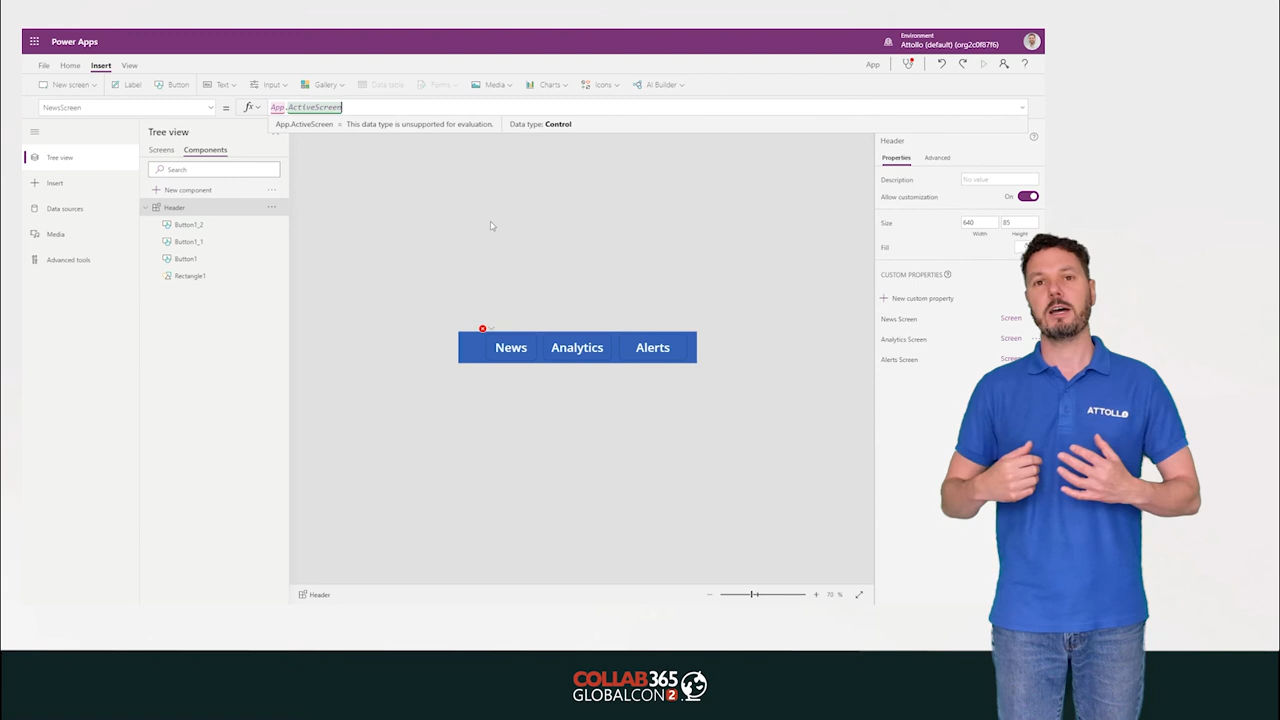 Power Apps
Environment
Attollo (default) (org2c0f87f6)
File Home Insert View
App
New screen Label Button Text Input Gallery Data table Forms Media Charts Icons AI Builder
NewsScreen = fx App.ActiveScreen
App.ActiveScreen = This data type is unsupported for evaluation. Data type: Control
Tree view
Screens Components
Search
New component
Header
Button1_2
Button1_1
Button1
Rectangle1
Tree view
Insert
Data sources
Media
Advanced tools
News Analytics Alerts
Header
70 %
Header
Properties Advanced
Description No value
Allow customization On
Size 640 85
Width Height
Fill
CUSTOM PROPERTIES
New custom property
News Screen Screen
Analytics Screen Screen
Alerts Screen
ATTOLLO
COLLAB365
GLOBALCON2